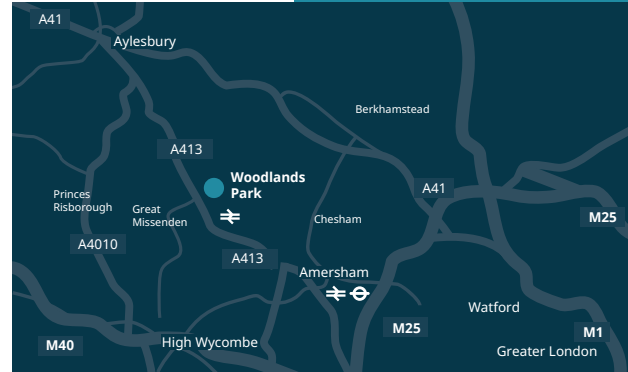 A41
Aylesbury
Berkhamstead
A413
Woodlands
Park
A41
Princes
Risborough
Great
Missenden
Chesham
M25
A4010
A413
Amersham
Watford
M25
M1
M40
High Wycombe
Greater London